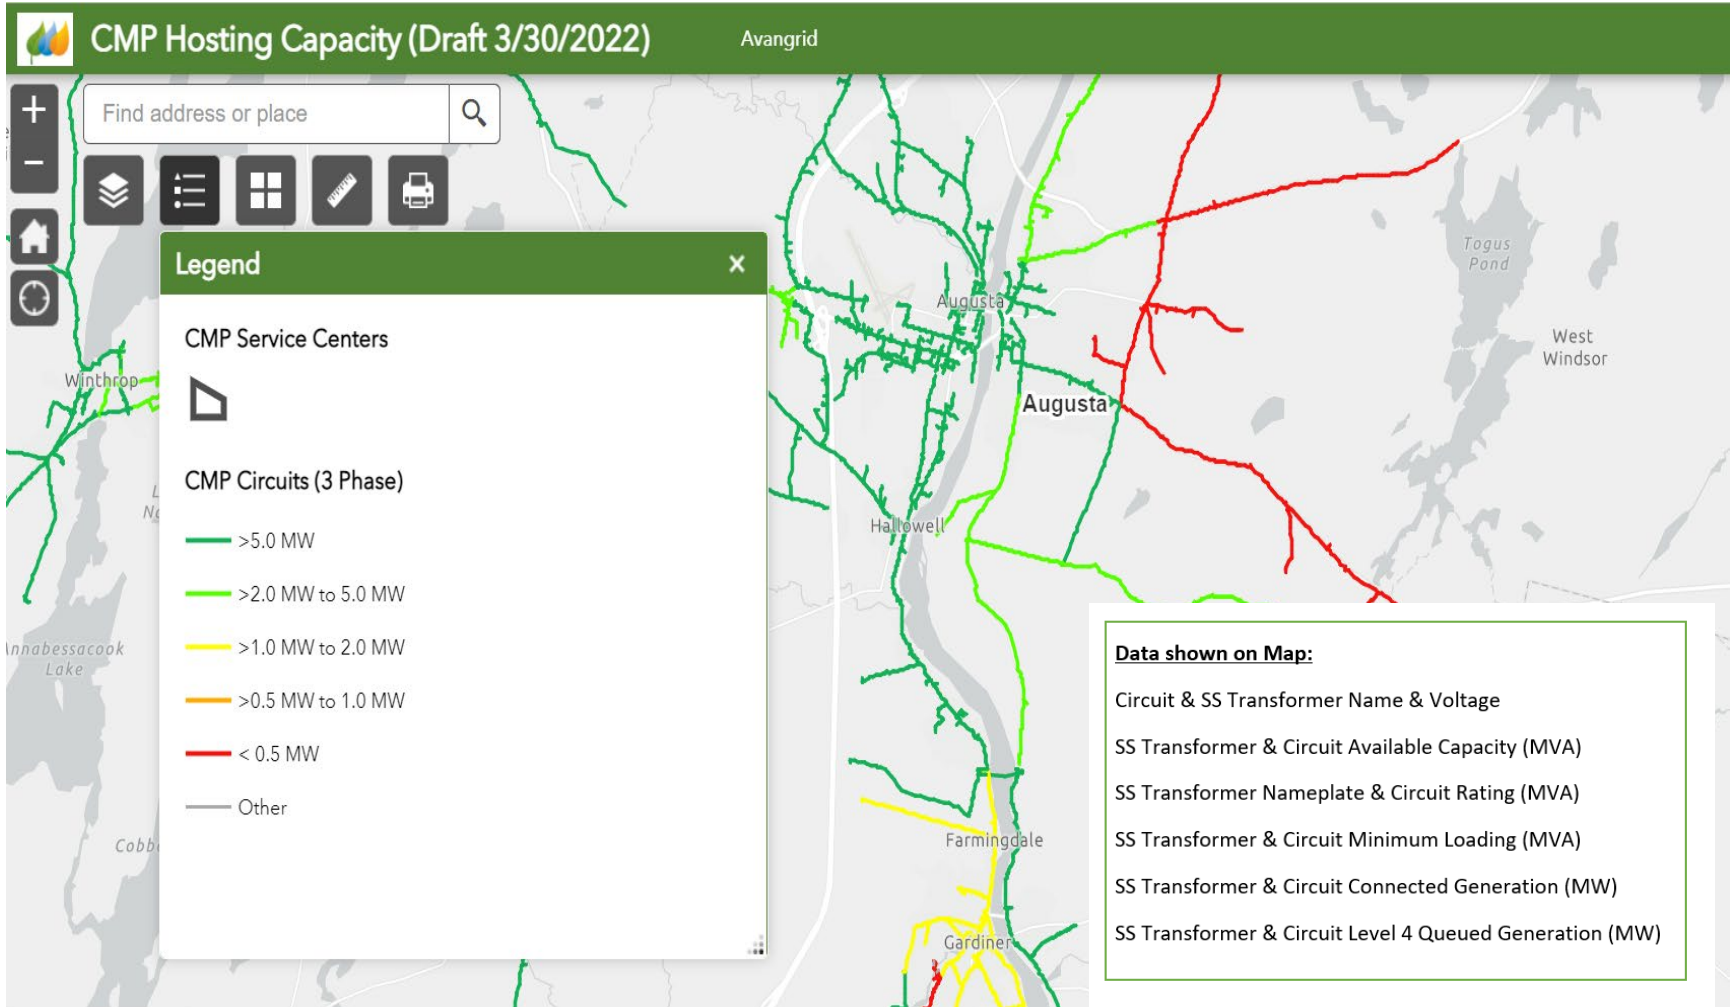 CMP Hosting Capacity (Draft 3/30/2022)
Avangrid
Find address or place
Legend
CMP Service Centers
CMP Circuits (3 Phase)
>5.0 MW
>2.0 MW to 5.0 MW
>1.0 MW to 2.0 MW
>0.5 MW to 1.0 MW
< 0.5 MW
Other
Winthrop
Annabessacook
Lake
Augusta
Augusta
Togus
Pond
West
Windsor
Hallowell
Farmingdale
Gardiner
Data shown on Map:
Circuit & SS Transformer Name & Voltage
SS Transformer & Circuit Available Capacity (MVA)
SS Transformer Nameplate & Circuit Rating (MVA)
SS Transformer & Circuit Minimum Loading (MVA)
SS Transformer & Circuit Connected Generation (MW)
SS Transformer & Circuit Level 4 Queued Generation (MW)